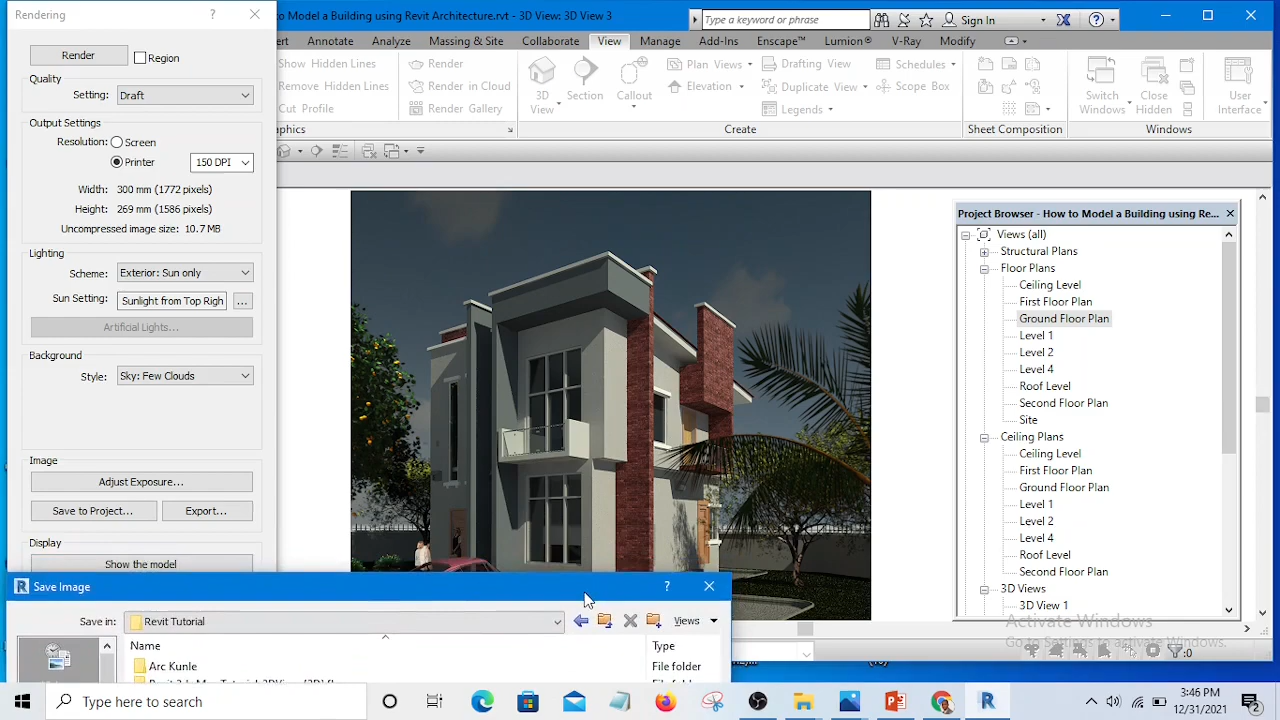 Rendering
to Model a Building using Revit Architecture.rvt - 3D View: 3D View 3
Type a keyword or phrase
Sign In
Annotate
Analyze
Massing & Site
Collaborate
View
Manage
Add-Ins
Enscape™
Lumion®
V-Ray
Modify
Render
Region
Quality
Setting:
Draft
Output Settings
Resolution:
Screen
Printer
150 DPI
Width:
300 mm (1772 pixels)
Height:
269 mm (1586 pixels)
Uncompressed image size:
10.7 MB
Lighting
Scheme:
Exterior: Sun only
Sun Setting:
Sunlight from Top Righ
...
Artificial Lights...
Background
Style:
Sky: Few Clouds
Image
Adjust Exposure...
Save to Project...
Export...
Display
Show the model
Show Hidden Lines
Remove Hidden Lines
Cut Profile
Render
Render in Cloud
Render Gallery
3D
View
Section
Callout
Plan Views
Elevation
Drafting View
Duplicate View
Legends
Schedules
Scope Box
Switch
Windows
Close
Hidden
User
Interface
Create
Sheet Composition
Windows
Project Browser - How to Model a Building using Re...
Views (all)
Structural Plans
Floor Plans
Ceiling Level
First Floor Plan
Ground Floor Plan
Level 1
Level 2
Level 4
Roof Level
Second Floor Plan
Site
Ceiling Plans
Ceiling Level
First Floor Plan
Ground Floor Plan
Level 1
Level 2
Level 4
Roof Level
Second Floor Plan
3D Views
3D View 1
Activate Windows
Go to Settings to activate Windows.
:0
Save Image
Save in:
Revit Tutorial
Views
Name
Type
Arc Kunle
File folder
Type here to search
3:46 PM
12/31/2021
2